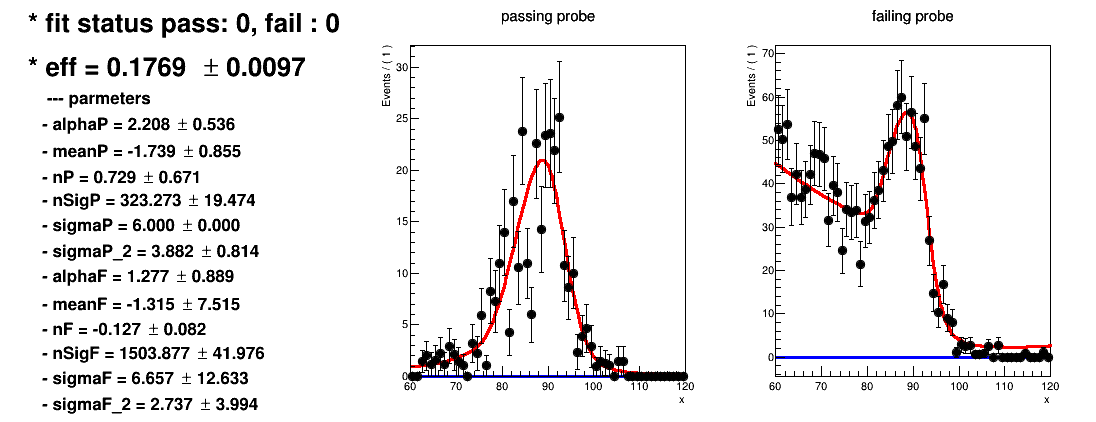 * fit status pass: 0, fail : 0
* eff = 0.1769 ± 0.0097
--- parmeters
- alphaP = 2.208 ± 0.536
- meanP = -1.739 ± 0.855
- nP = 0.729 ± 0.671
- nSigP = 323.273 ± 19.474
- sigmaP = 6.000 ± 0.000
- sigmaP_2 = 3.882 ± 0.814
- alphaF = 1.277 ± 0.889
- meanF = -1.315 ± 7.515
- nF = -0.127 ± 0.082
- nSigF = 1503.877 ± 41.976
- sigmaF = 6.657 ± 12.633
- sigmaF_2 = 2.737 ± 3.994
passing probe
Events / ( 1 )
30
25
20
15
10
5
0
60 70 80 90 100 110 120
x
failing probe
Events / ( 1 )
70
60
50
40
30
20
10
0
60 70 80 90 100 110 120
x